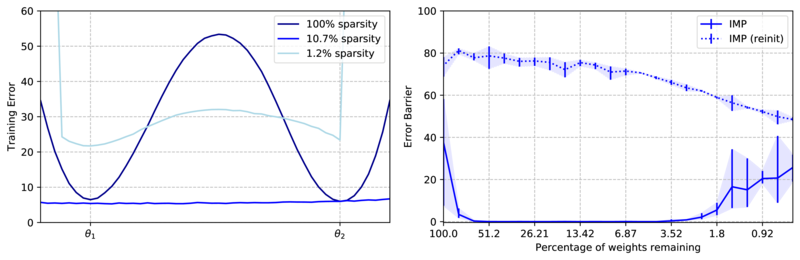 60
50
40
30
20
10
0
Training Error
100% sparsity
10.7% sparsity
1.2% sparsity
θ1
θ2
100
80
60
40
20
0
Error Barrier
IMP
IMP (reinit)
100.0 51.2 26.21 13.42 6.87 3.52 1.8 0.92
Percentage of weights remaining